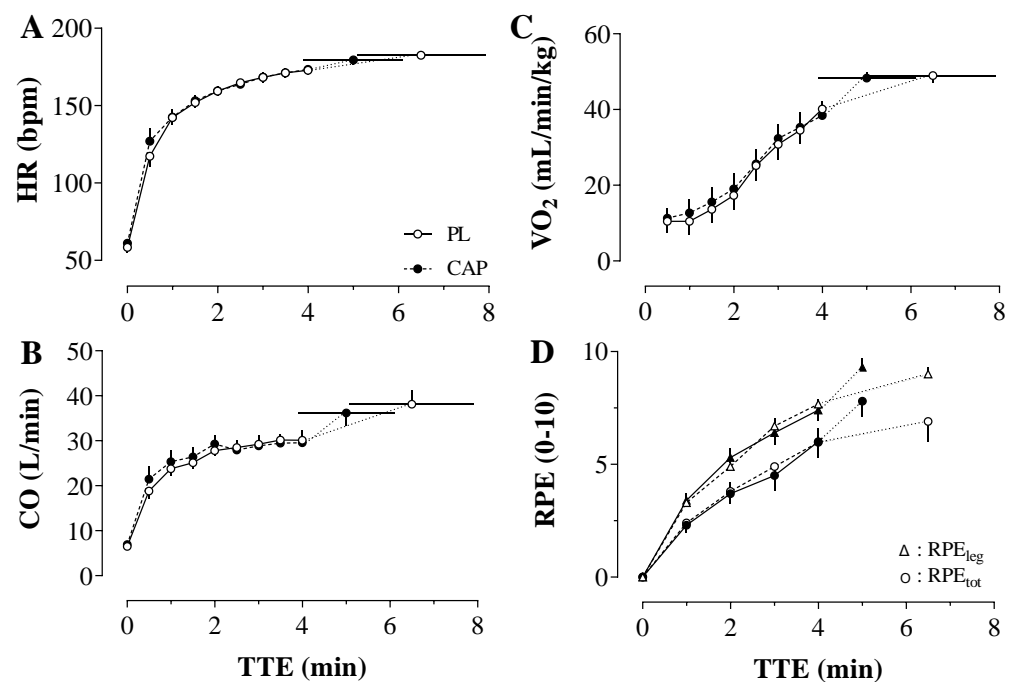 A
HR (bpm)
200
150
100
50
PL
CAP
0 2 4 6 8
B
CO (L/min)
50
40
30
20
10
0
0 2 4 6 8
TTE (min)
C
VO2 (mL/min/kg)
60
40
20
0
0 2 4 6 8
D
RPE (0-10)
10
5
0
: RPEleg
: RPEtot
0 2 4 6 8
TTE (min)